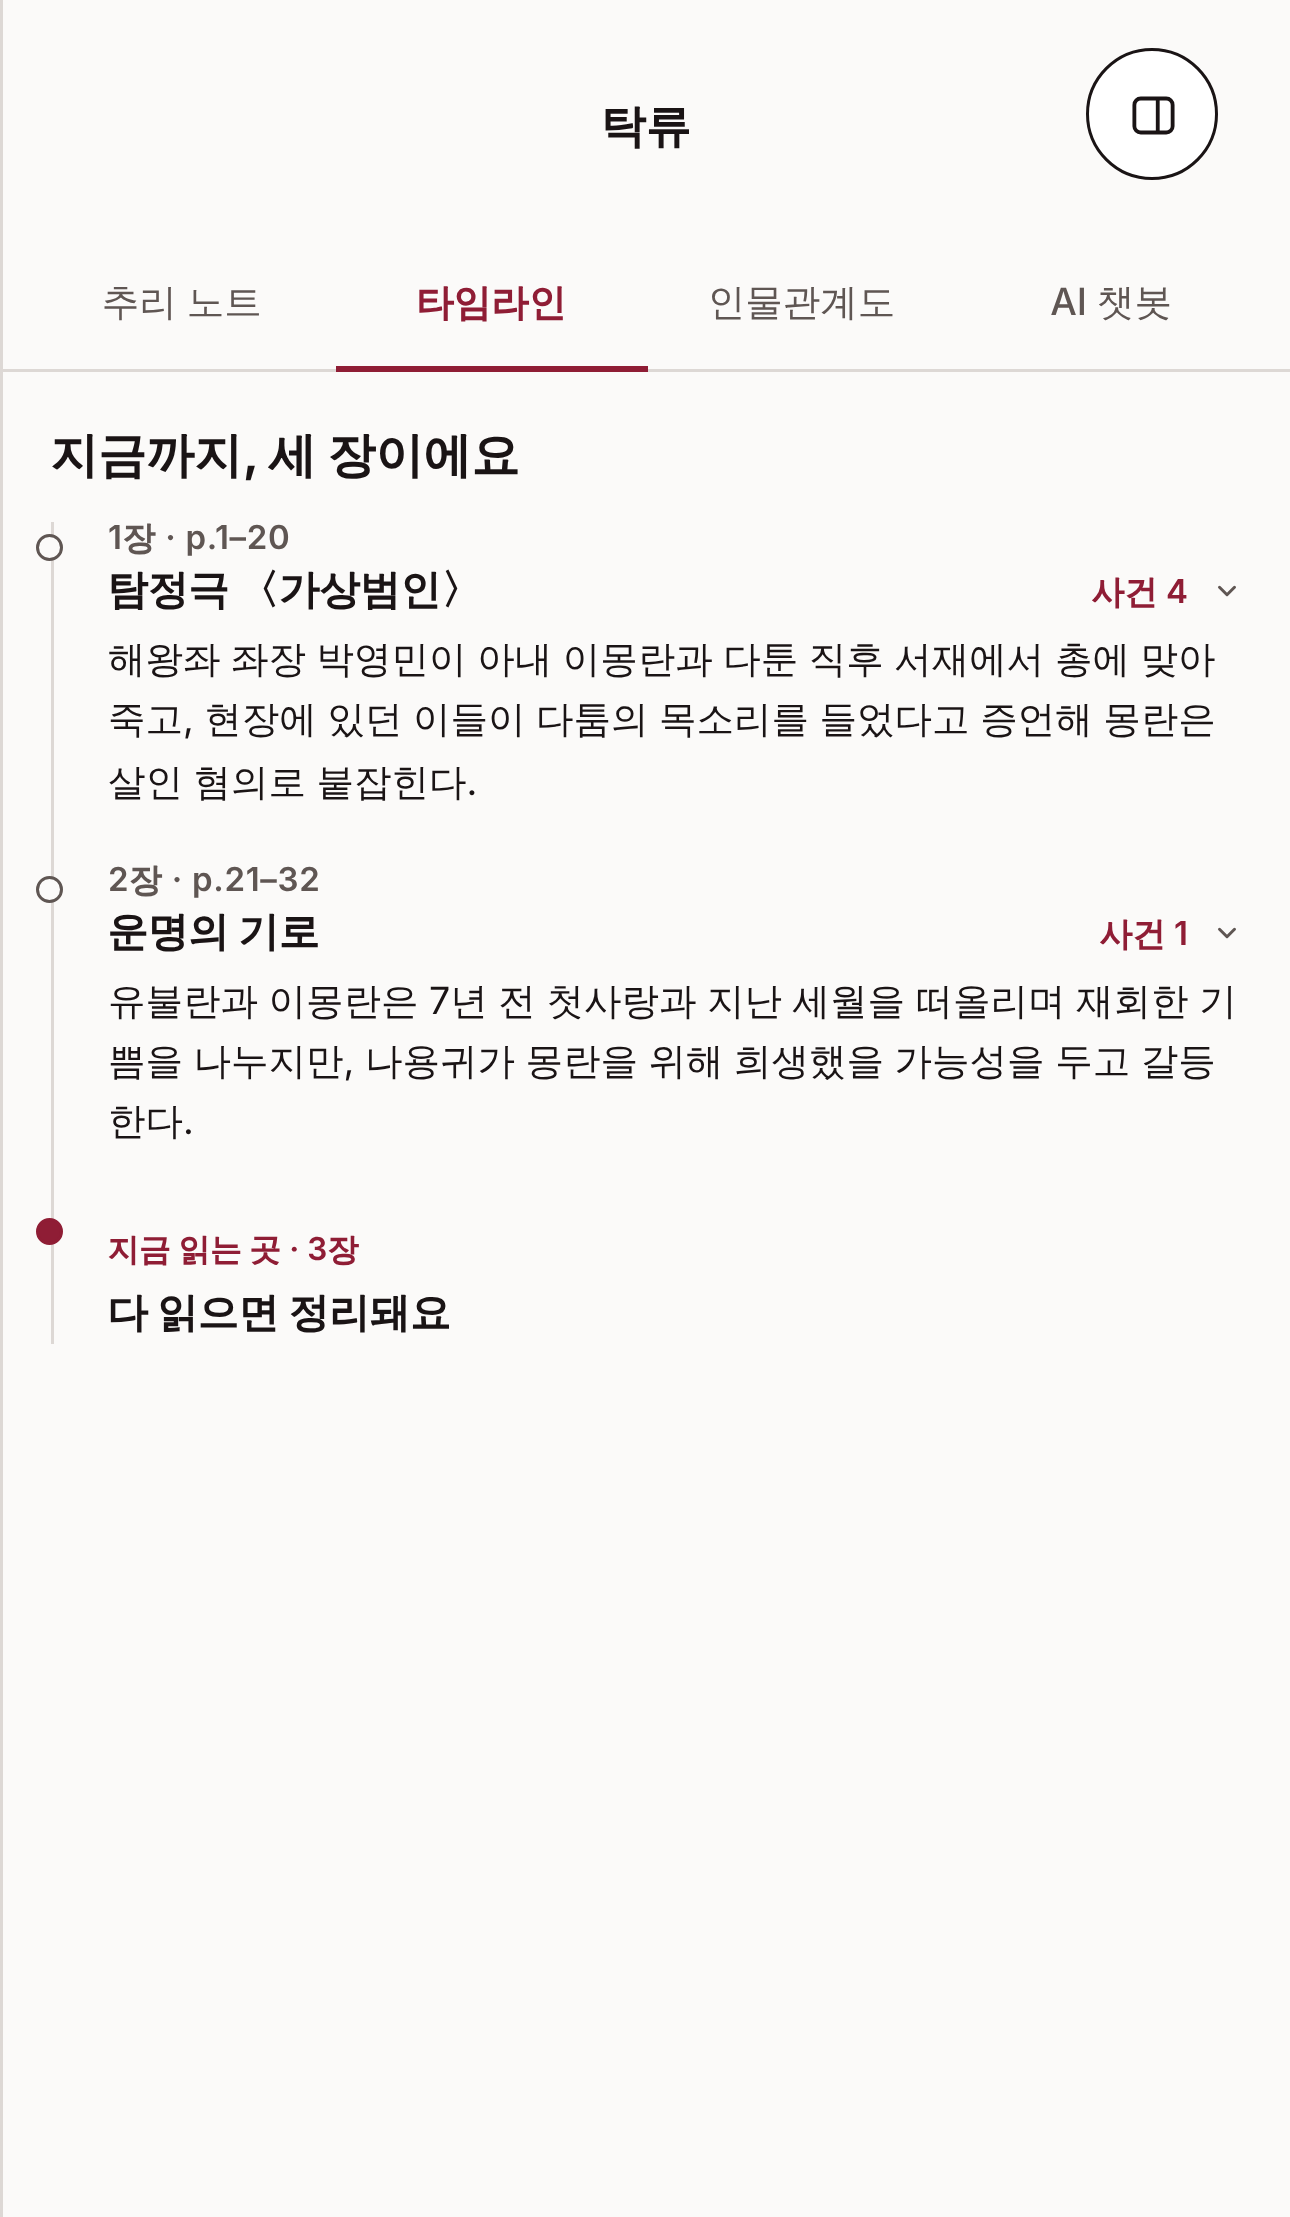 탁류
추리 노트 타임라인 인물관계도 AI 챗봇
지금까지, 세 장이에요
1장 · p.1–20
탐정극 〈가상범인〉 사건 4
해왕좌 좌장 박영민이 아내 이몽란과 다툰 직후 서재에서 총에 맞아
죽고, 현장에 있던 이들이 다툼의 목소리를 들었다고 증언해 몽란은
살인 혐의로 붙잡힌다.
2장 · p.21–32
운명의 기로 사건 1
유불란과 이몽란은 7년 전 첫사랑과 지난 세월을 떠올리며 재회한 기
쁨을 나누지만, 나용귀가 몽란을 위해 희생했을 가능성을 두고 갈등
한다.
지금 읽는 곳 · 3장
다 읽으면 정리돼요